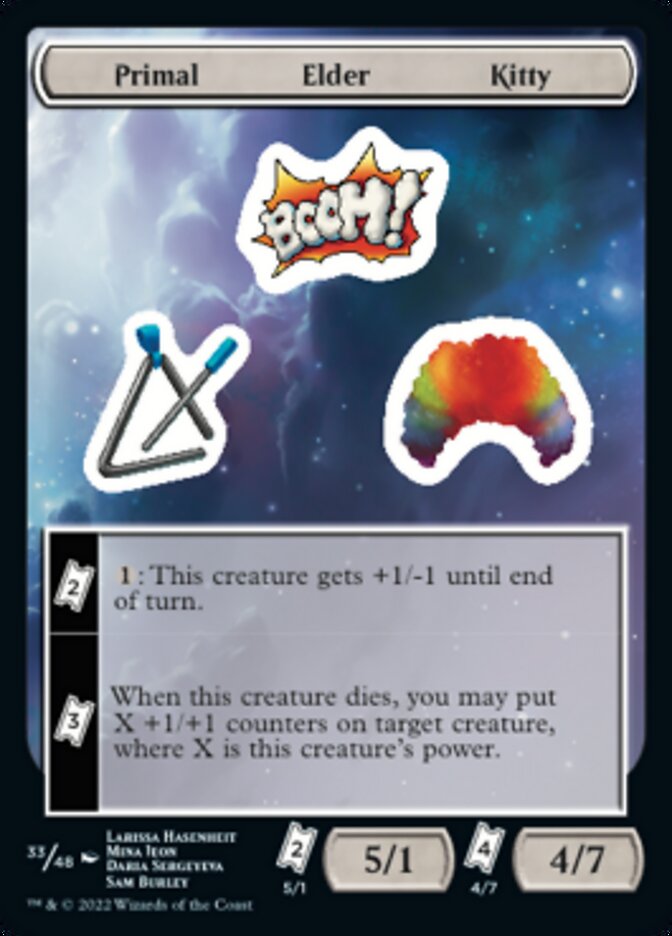 Primal Elder Kitty
BOOM!
2
1: This creature gets +1/-1 until end
of turn.
3
When this creature dies, you may put
X +1/+1 counters on target creature,
where X is this creature's power.
33/48
Larissa Hasenheit
Mina Jeon
Daria Sergeyeva
Sam Burley
2
5/1
5/1
4
4/7
4/7
™ & © 2022 Wizards of the Coast